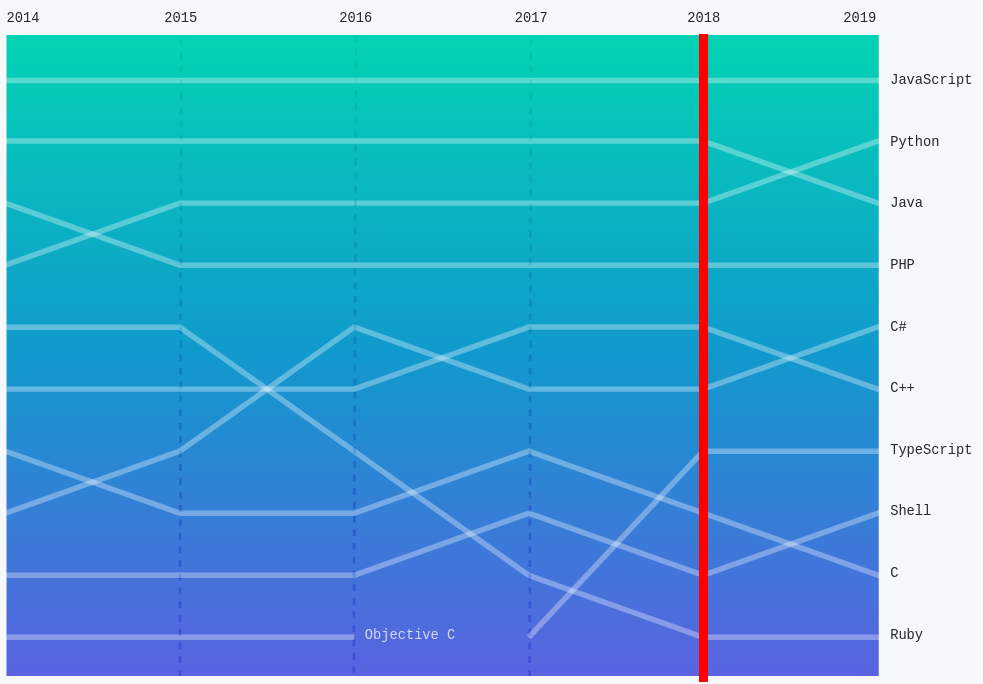 2014 2015 2016 2017 2018 2019
JavaScript
Python
Java
PHP
C#
C++
TypeScript
Shell
C
Objective C
Ruby